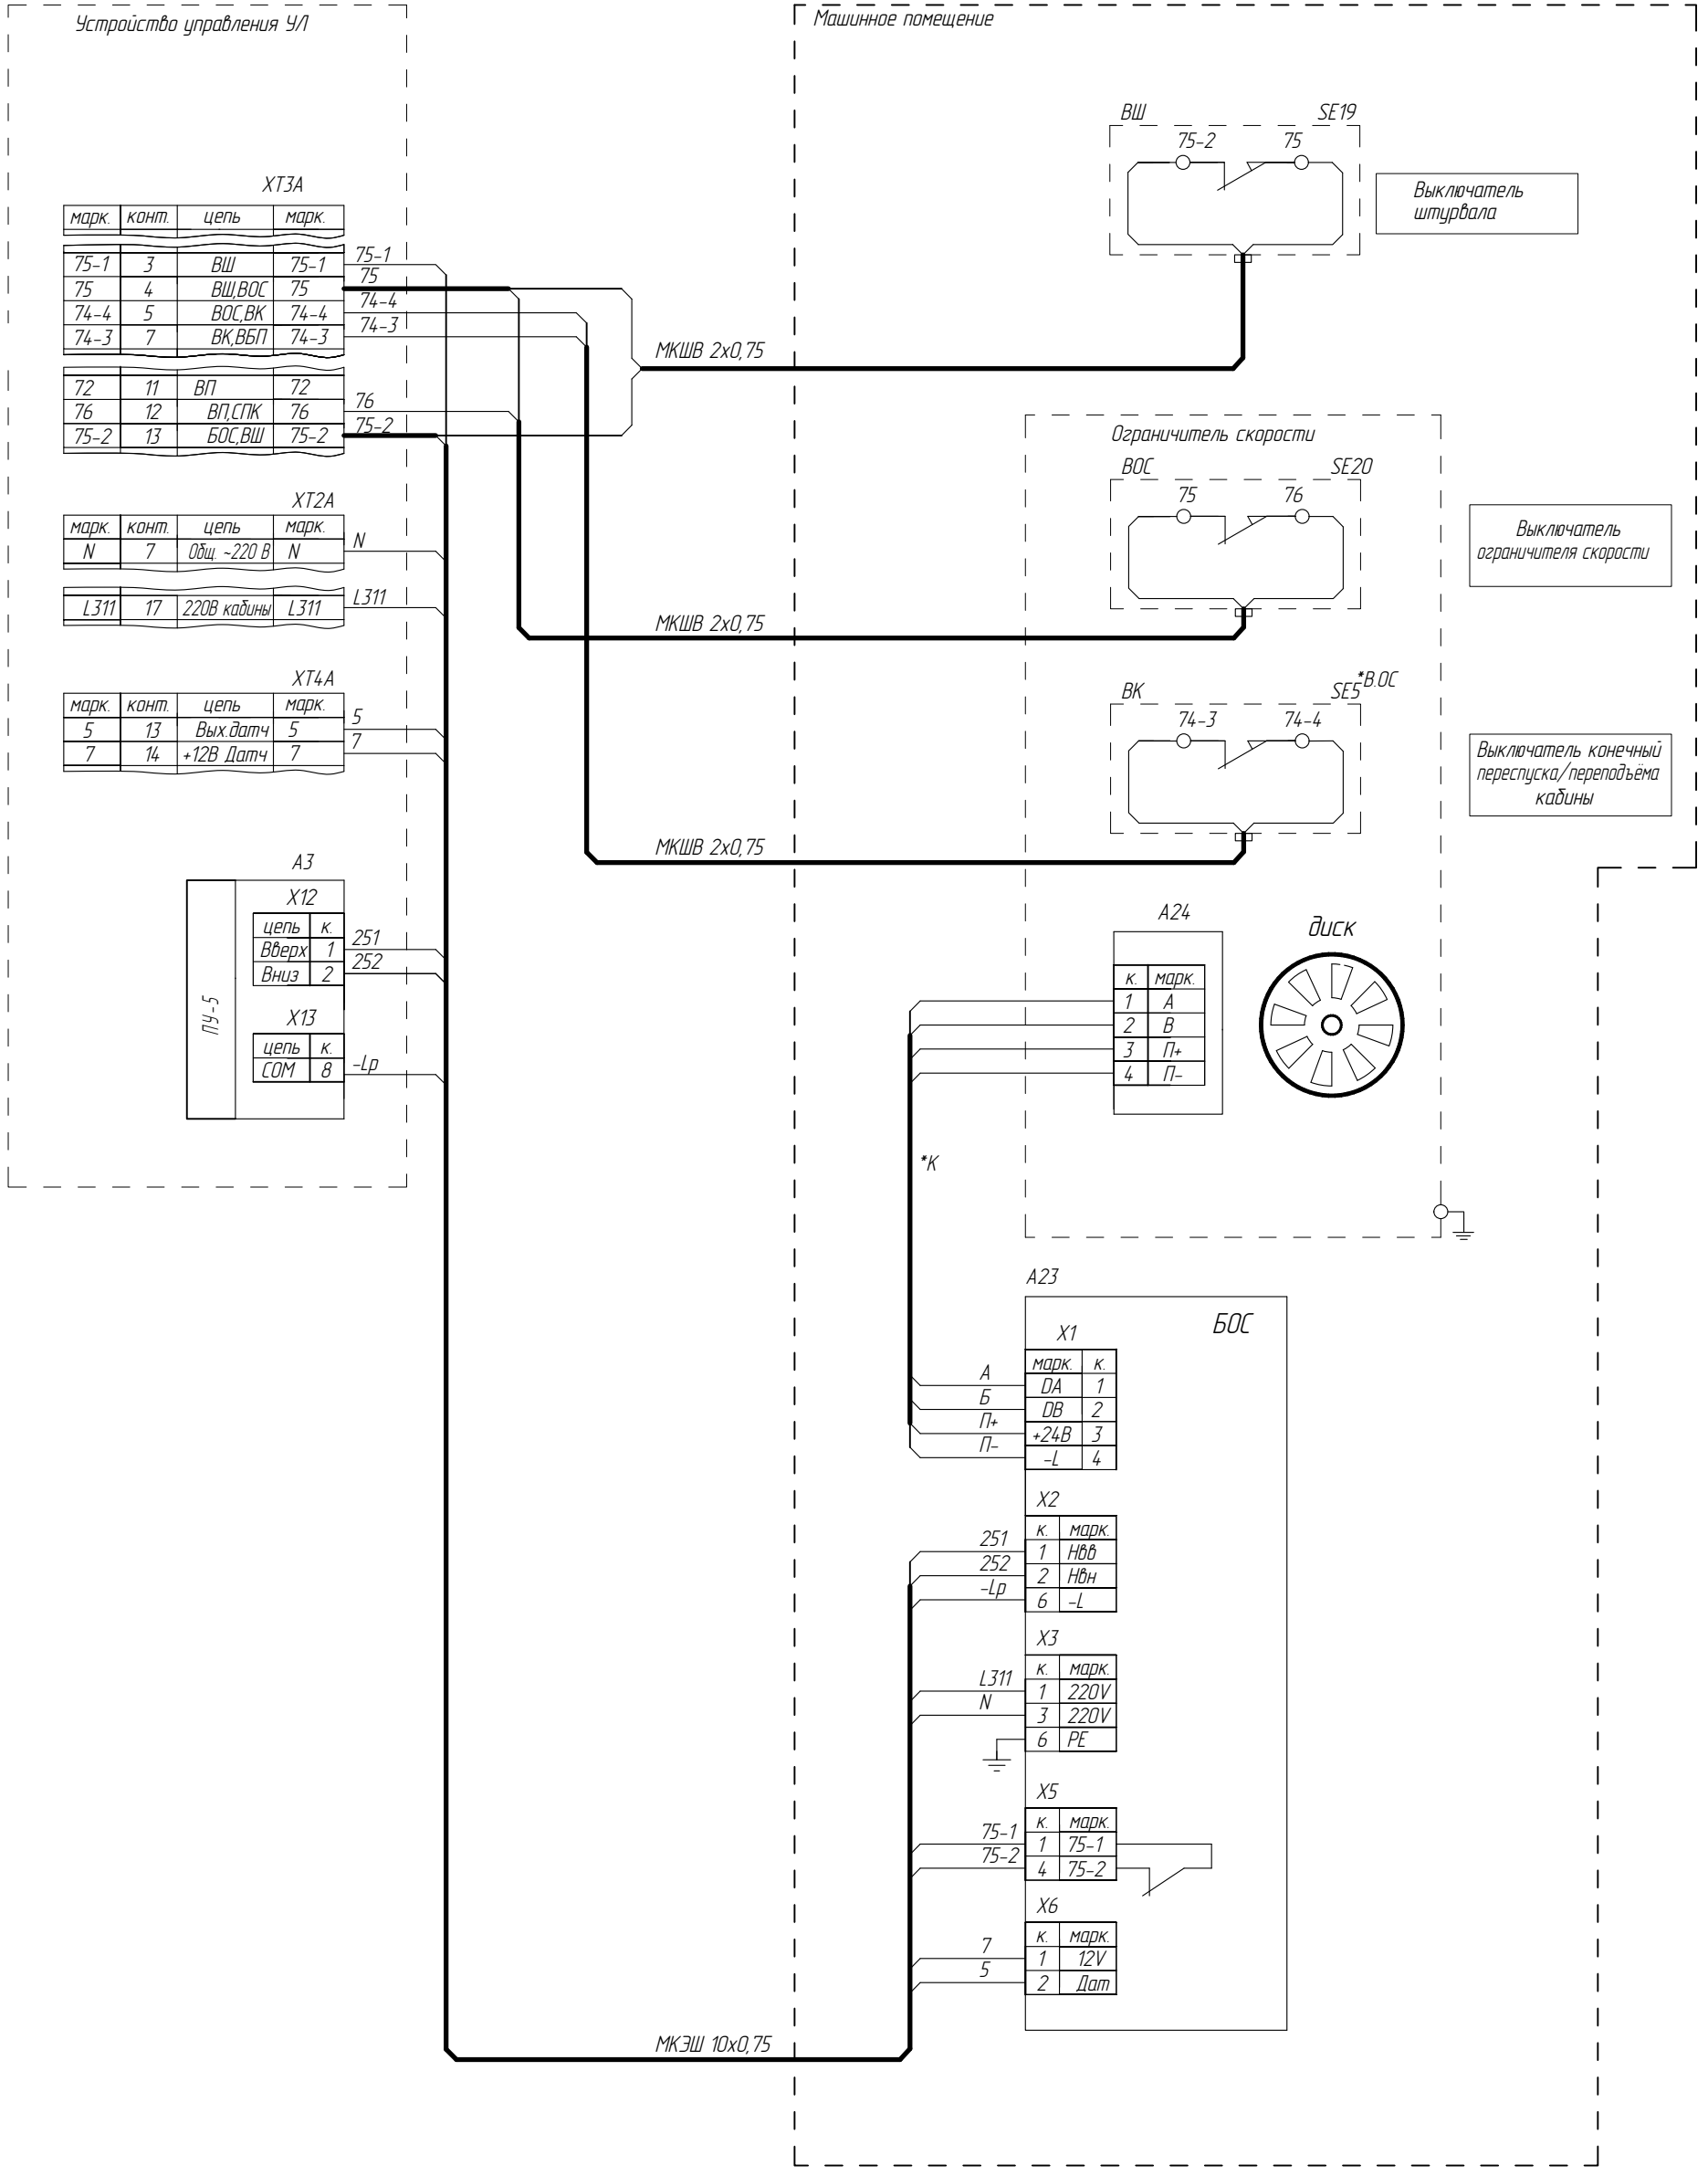 Устройство управления УЛ
Машинное помещение
XT3A
марк. конт. цепь марк.
75-1 3 ВШ 75-1 75-1
75 4 ВШ,ВОС 75 75
74-4 5 ВОС,ВК 74-4 74-4
74-3 7 ВК,ВБП 74-3 74-3
72 11 ВП 72
76 12 ВП,СПК 76 76
75-2 13 БОС,ВШ 75-2 75-2
XT2A
марк. конт. цепь марк.
N 7 Общ. ~220 В N N
L311 17 220В кабины L311 L311
XT4A
марк. конт. цепь марк.
5 13 Вых.датч 5 5
7 14 +12В Датч 7 7
А3
ПУ-5
X12
цепь к.
Вверх 1 251
Вниз 2 252
X13
цепь к.
СОМ 8 -Lp
МКШВ 2х0,75
МКШВ 2х0,75
МКШВ 2х0,75
МКЭШ 10х0,75
ВШ SE19
75-2 75
Выключатель
штурвала
Ограничитель скорости
ВОС SE20
75 76
Выключатель
ограничителя скорости
ВК SE5 *В.ОС
74-3 74-4
Выключатель конечный
переспуска/переподъёма
кабины
А24
к. марк.
1 А
2 В
3 П+
4 П-
диск
*К
А23
БОС
X1
марк. к.
А DA 1
Б DB 2
П+ +24В 3
П- -L 4
X2
к. марк.
251 1 Нвв
252 2 Нвн
-Lp 6 -L
X3
к. марк.
L311 1 220V
N 3 220V
6 PE
X5
к. марк.
75-1 1 75-1
75-2 4 75-2
X6
к. марк.
7 1 12V
5 2 Дат